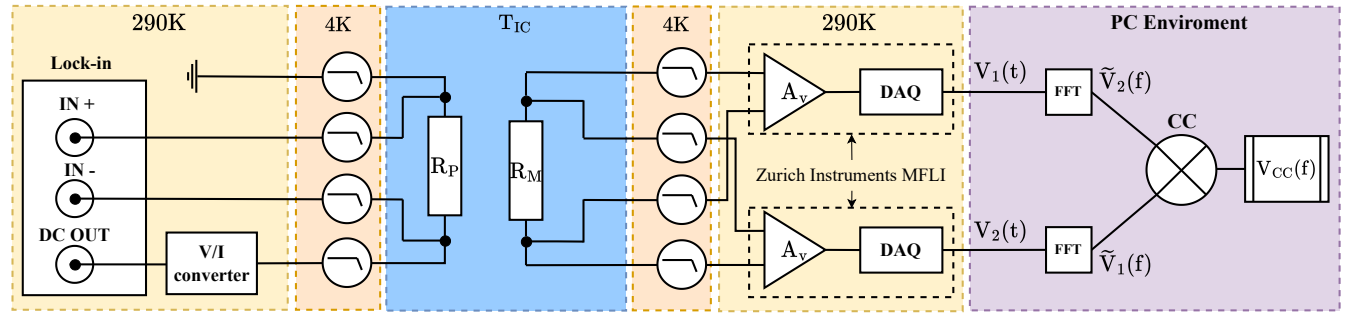 290K
4K
T_IC
4K
290K
PC Enviroment
Lock-in
IN +
IN -
DC OUT
V/I
converter
R_P
R_M
A_v
DAQ
Zurich Instruments MFLI
A_v
DAQ
V_1(t)
V_2(t)
FFT
FFT
Ṽ_2(f)
Ṽ_1(f)
CC
V_CC(f)